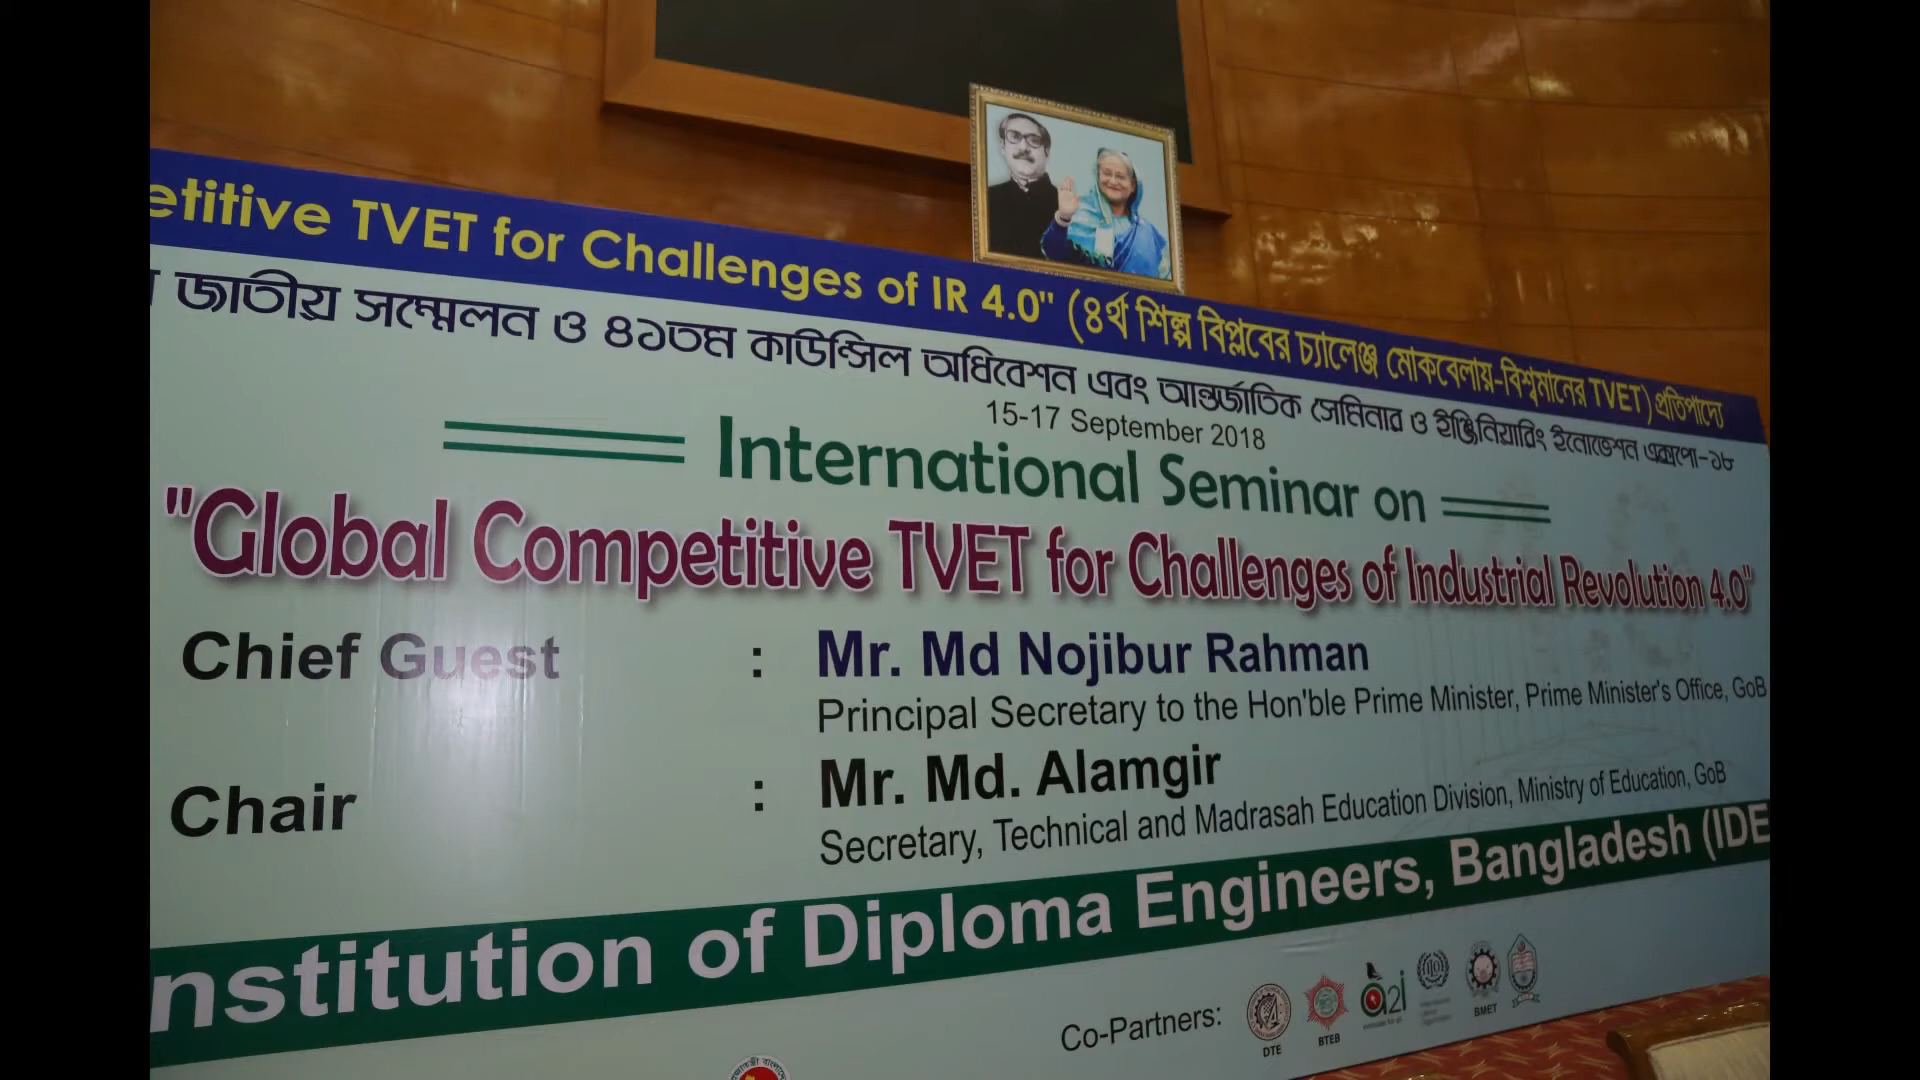 etitive TVET for Challenges of IR 4.0" (৪র্থ শিল্প বিপ্লবের চ্যালেঞ্জ মোকবেলায়-বিশ্বমানের TVET) প্রতিপাদ্যে
জাতীয় সম্মেলন ও ৪১তম কাউন্সিল অধিবেশন এবং আন্তর্জাতিক সেমিনার ও ইঞ্জিনিয়ারিং ইনোভেশন এক্সপো-১৮
15-17 September 2018
International Seminar on
"Global Competitive TVET for Challenges of Industrial Revolution 4.0"
Chief Guest : Mr. Md Nojibur Rahman
Principal Secretary to the Hon'ble Prime Minister, Prime Minister's Office, GoB
Chair : Mr. Md. Alamgir
Secretary, Technical and Madrasah Education Division, Ministry of Education, GoB
nstitution of Diploma Engineers, Bangladesh (IDE
Co-Partners:
DTE BTEB a2i BMET